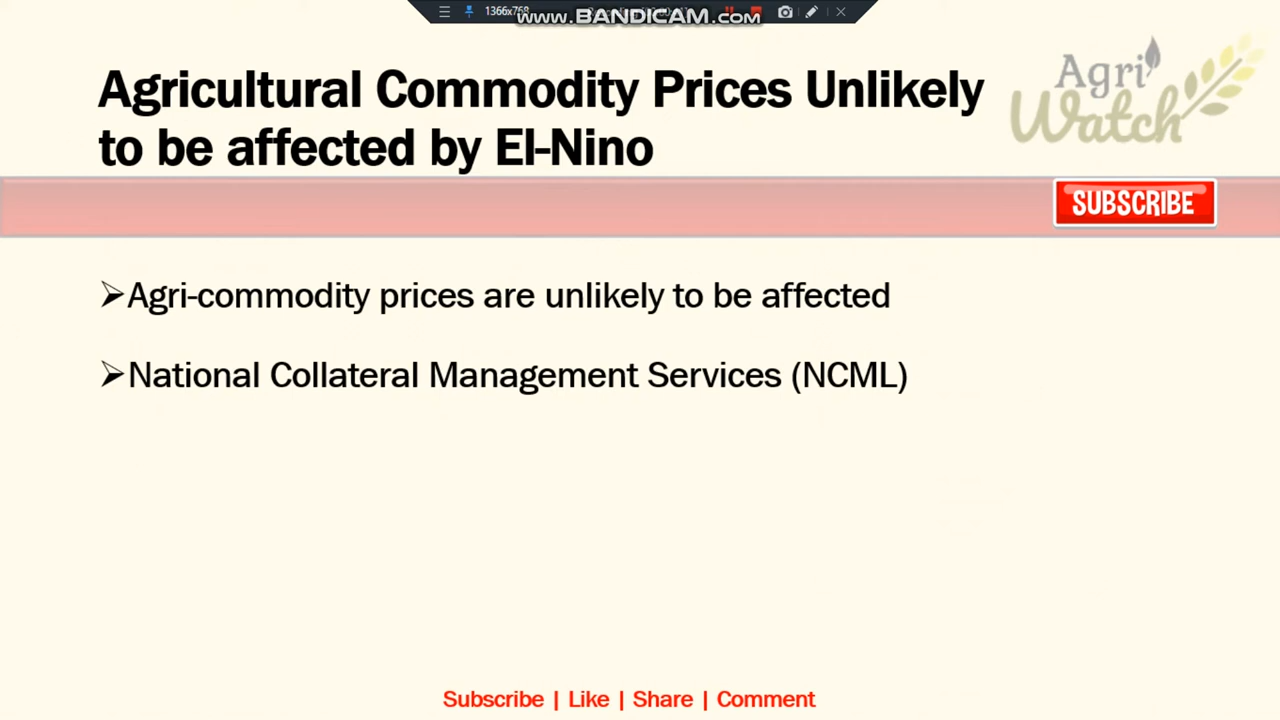 1366x768
www.BANDICAM.com
Agricultural Commodity Prices Unlikely
to be affected by El-Nino
Agri
Watch
SUBSCRIBE
➢Agri-commodity prices are unlikely to be affected
➢National Collateral Management Services (NCML)
Subscribe | Like | Share | Comment